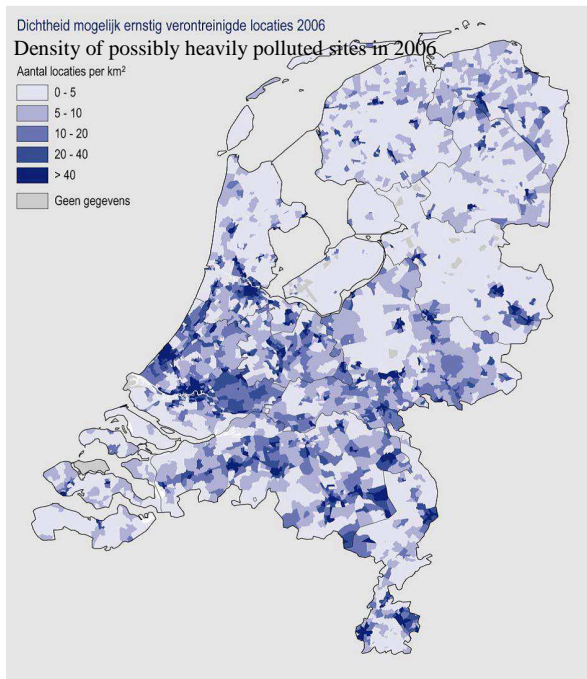 Dichtheid mogelijk ernstig verontreinigde locaties 2006
Density of possibly heavily polluted sites in 2006
Aantal locaties per km²
0 - 5
5 - 10
10 - 20
20 - 40
> 40
Geen gegevens